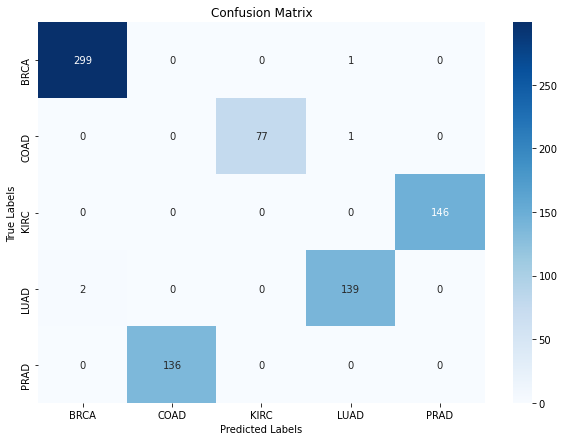 Confusion Matrix
True Labels
BRCA 299 0 0 1 0
COAD 0 0 77 1 0
KIRC 0 0 0 0 146
LUAD 2 0 0 139 0
PRAD 0 136 0 0 0
BRCA COAD KIRC LUAD PRAD
Predicted Labels
250
200
150
100
50
0